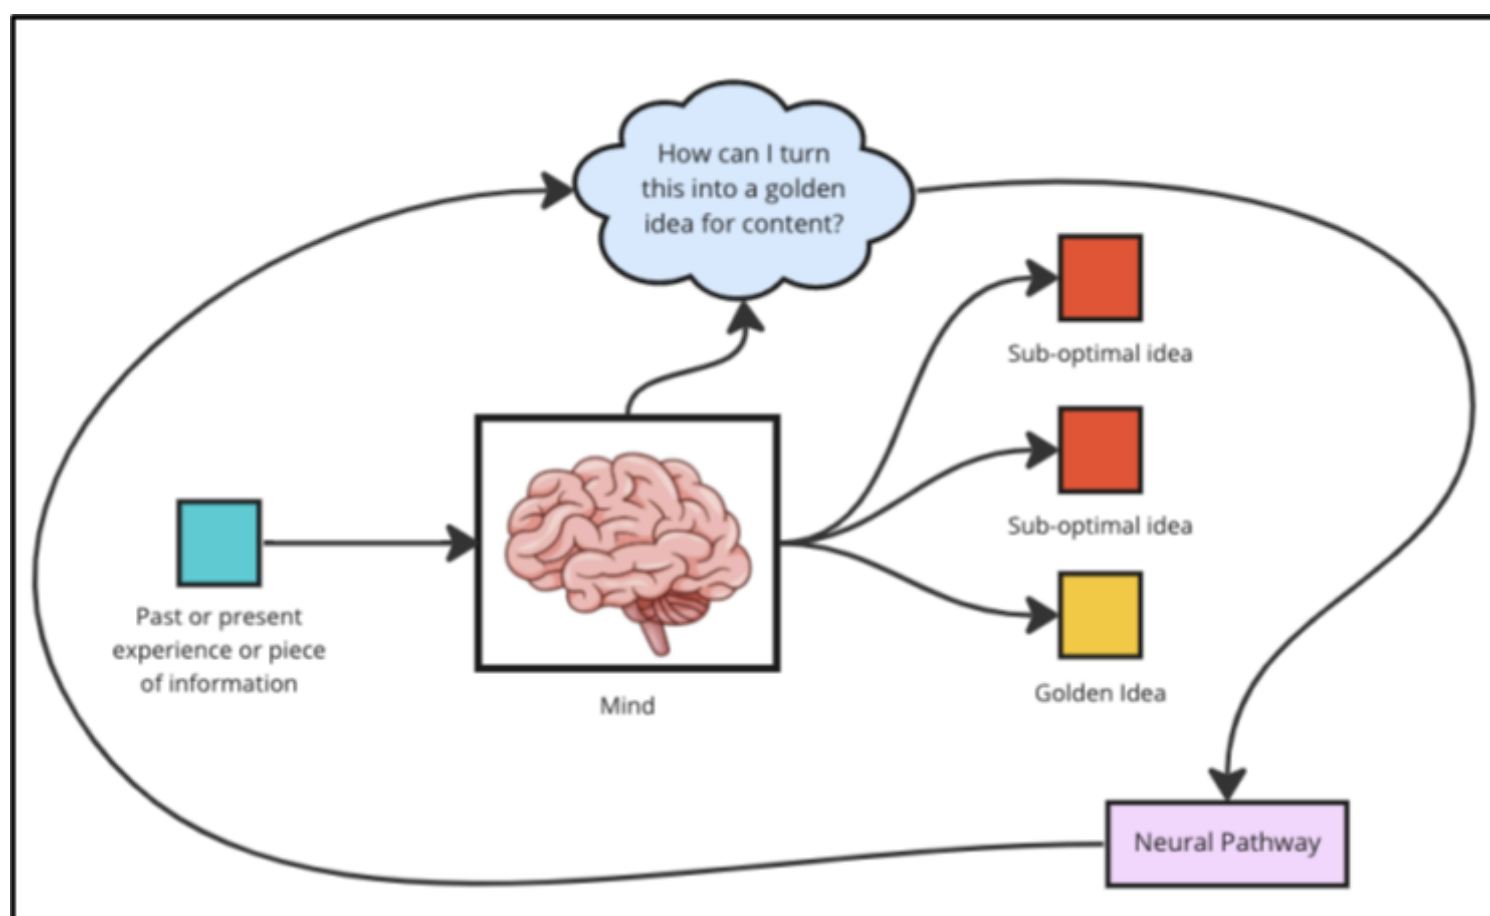 How can I turn
this into a golden
idea for content?
Sub-optimal idea
Sub-optimal idea
Past or present
experience or piece
of information
Mind
Golden Idea
Neural Pathway